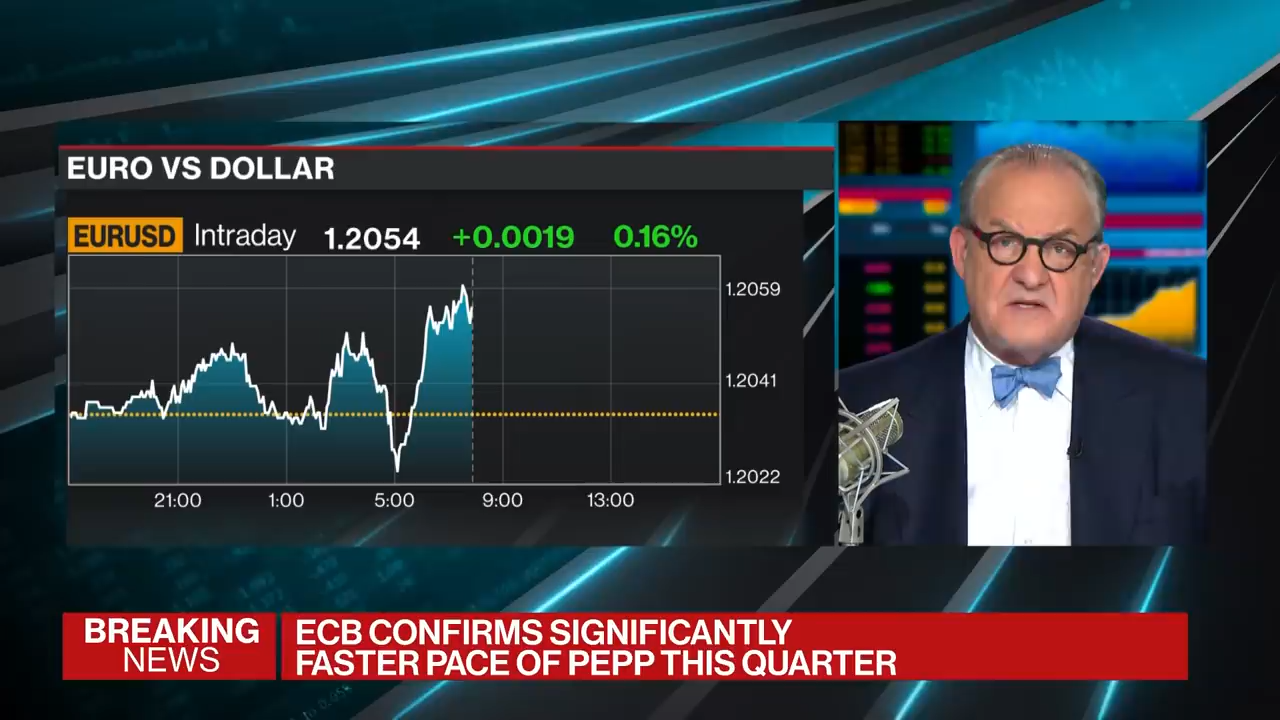 EURO VS DOLLAR
EURUSD Intraday 1.2054 +0.0019 0.16%
1.2059
1.2041
1.2022
21:00 1:00 5:00 9:00 13:00
BREAKING NEWS
ECB CONFIRMS SIGNIFICANTLY
FASTER PACE OF PEPP THIS QUARTER